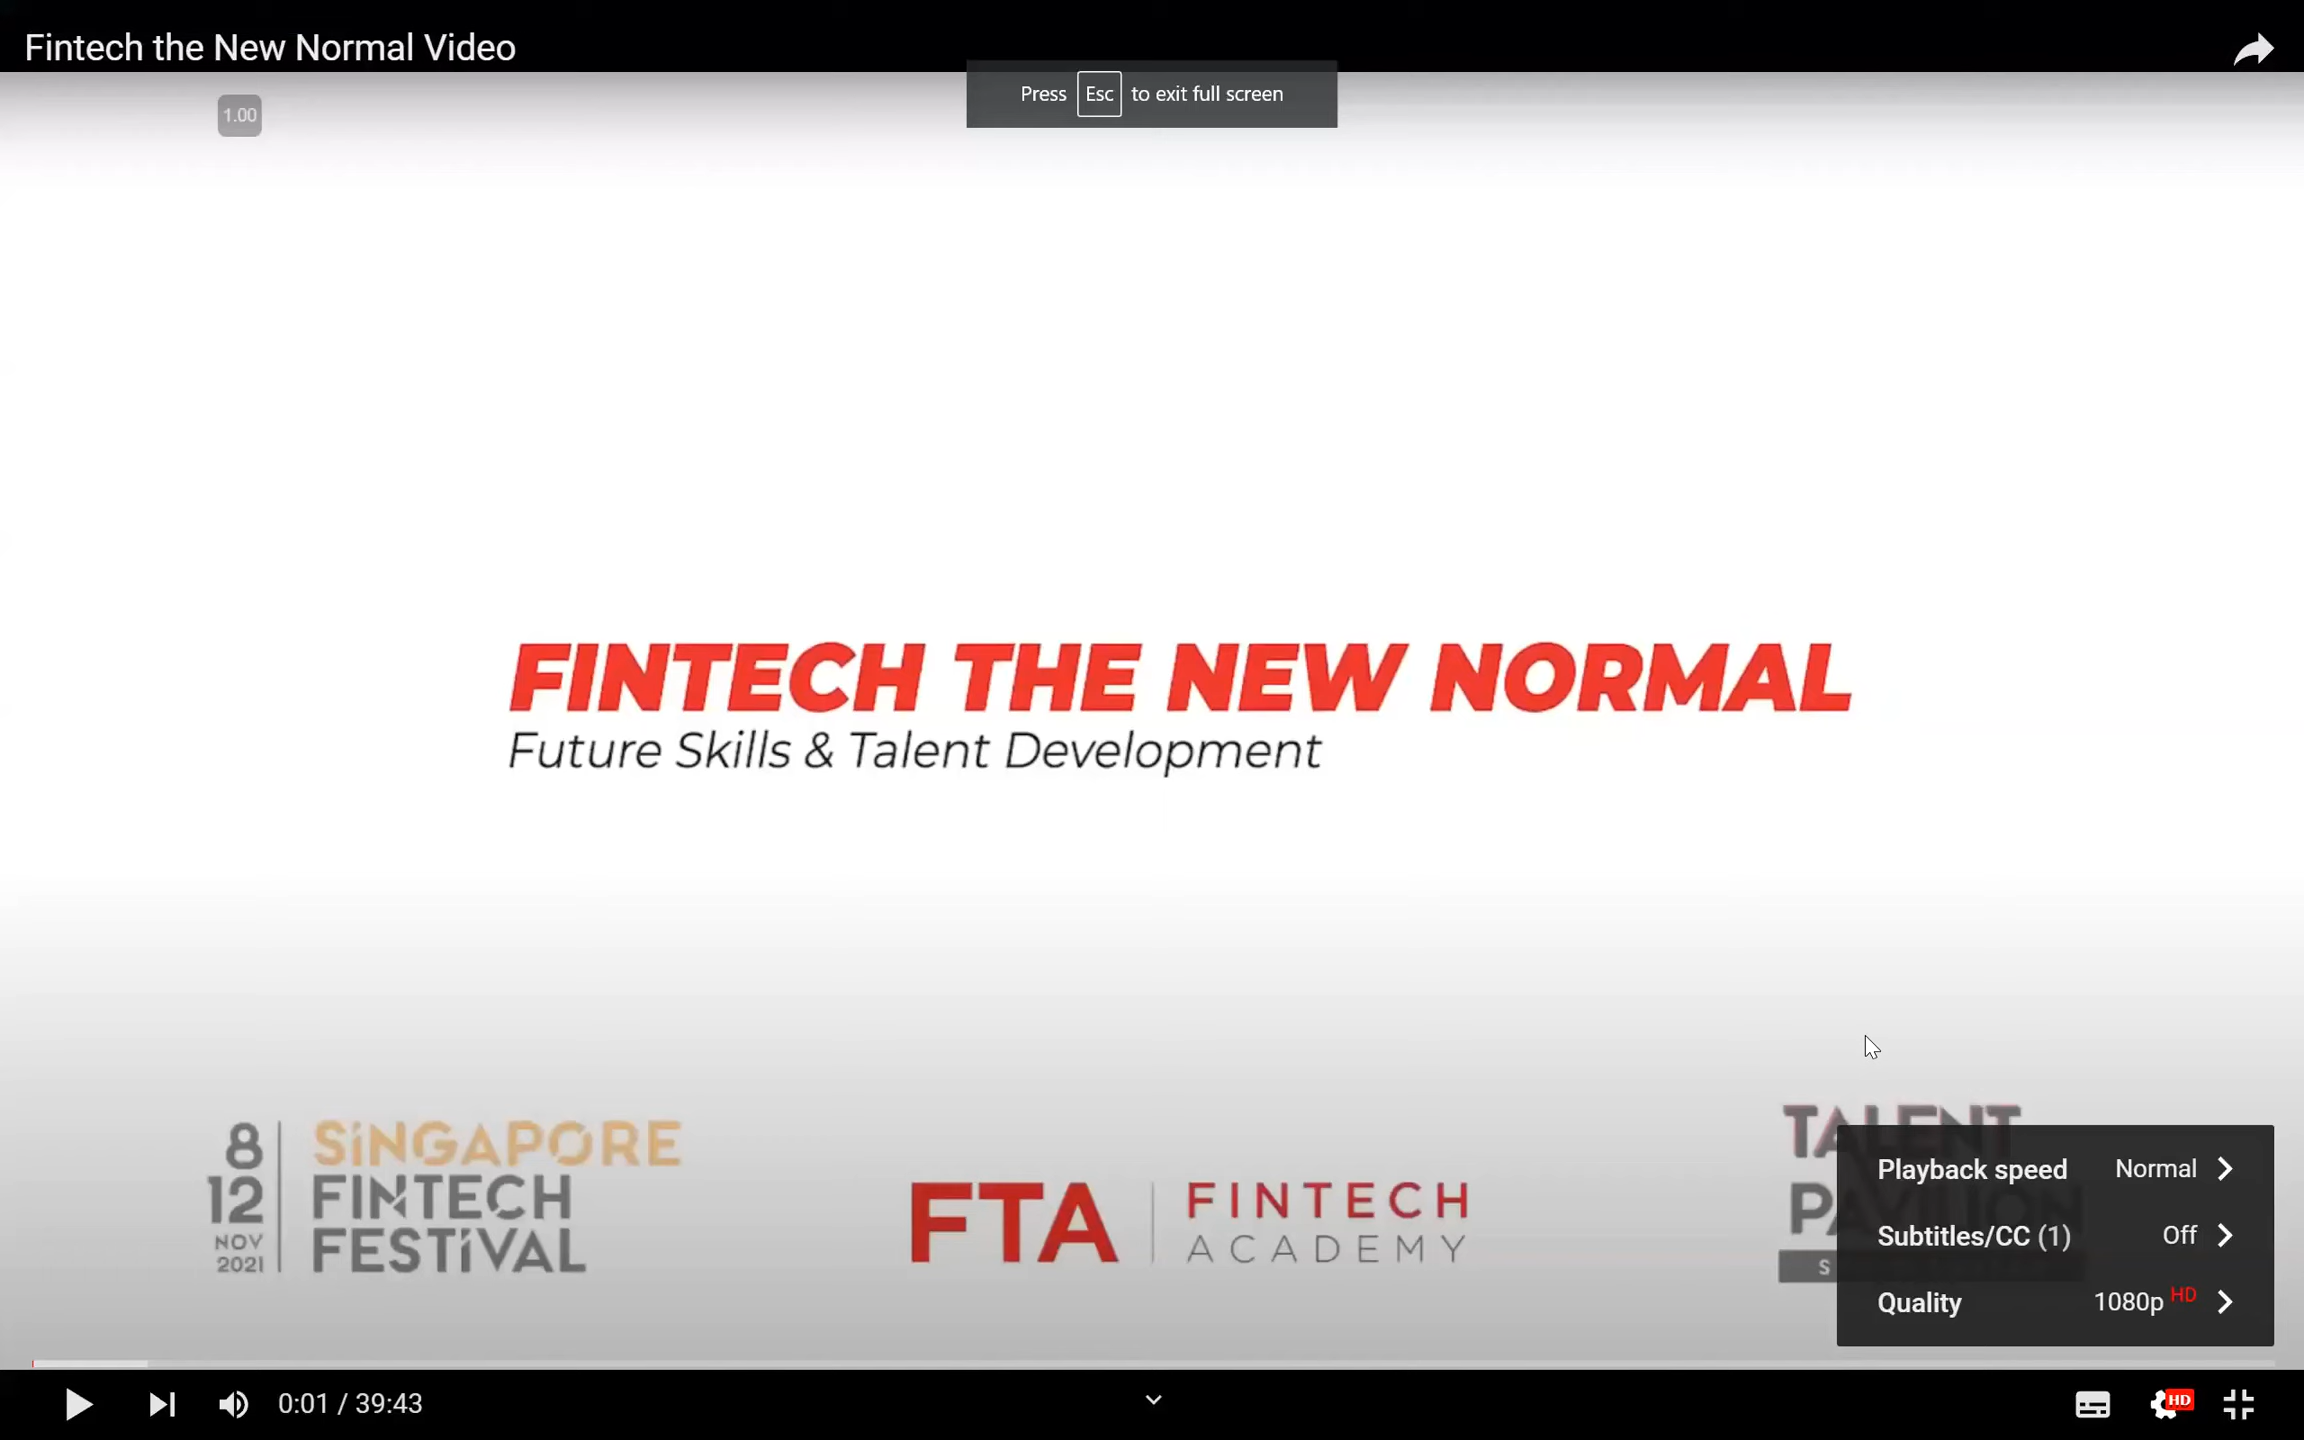 Fintech the New Normal Video
Press Esc to exit full screen
1.00
FINTECH THE NEW NORMAL
Future Skills & Talent Development
8
12
NOV
2021
SiNGAPORE
FiNTECH
FESTiVAL
FTA
FINTECH
ACADEMY
TALENT
PAVILION
S
Playback speed Normal
Subtitles/CC (1) Off
Quality 1080p HD
0:01 / 39:43
HD